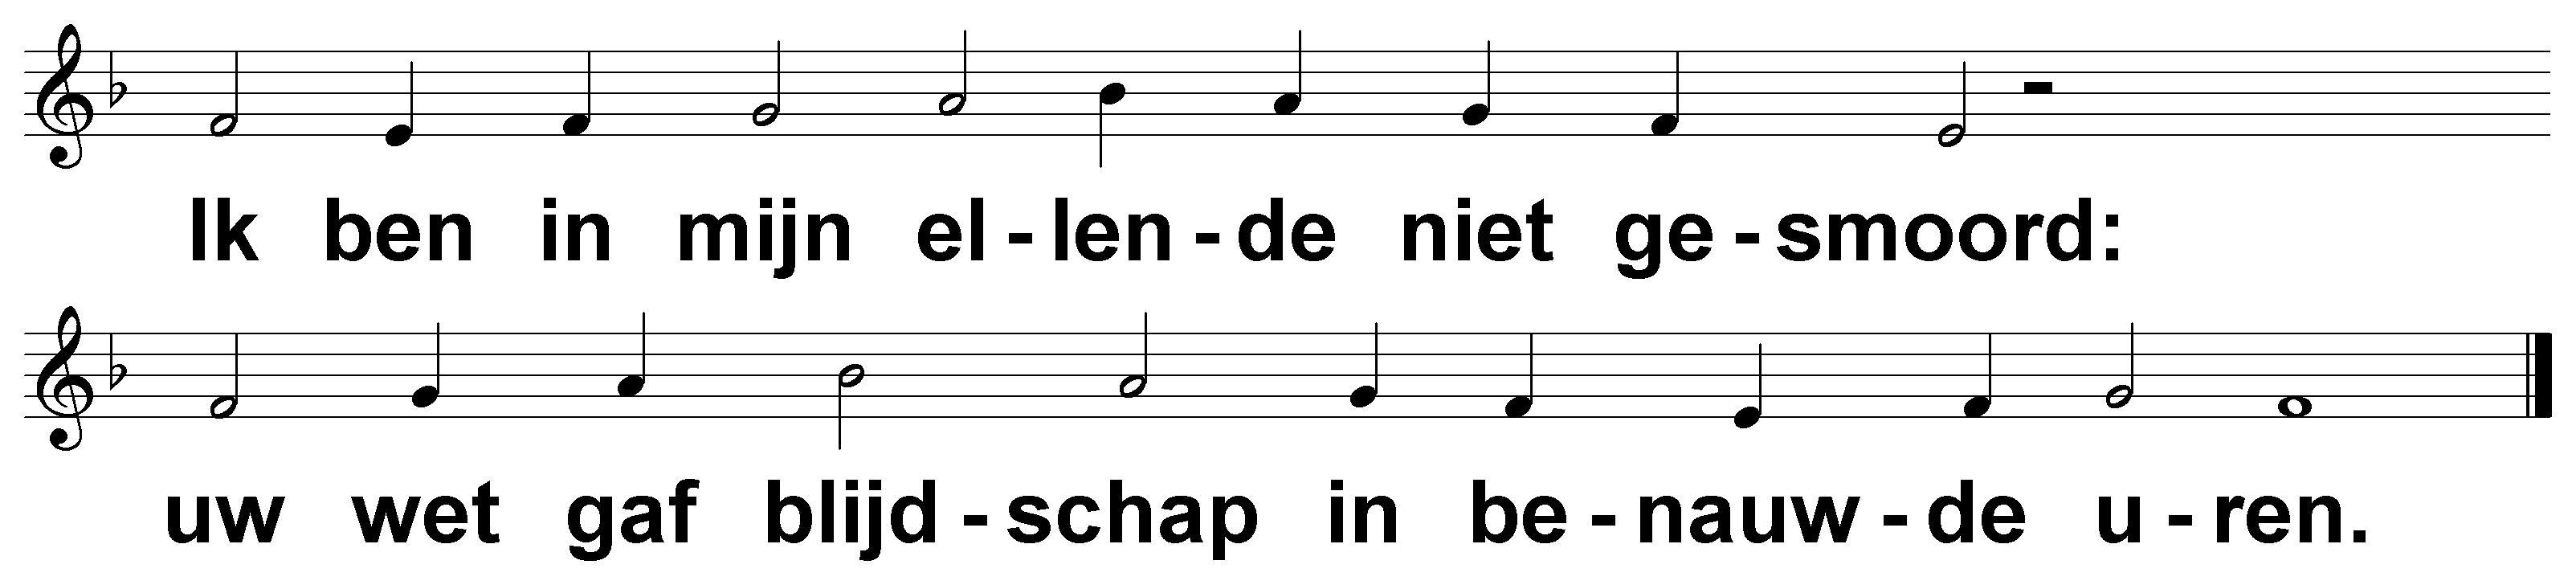 Ik ben in mijn el-len-de niet ge-smoord:
uw wet gaf blijd-schap in be-nauw-de u-ren.